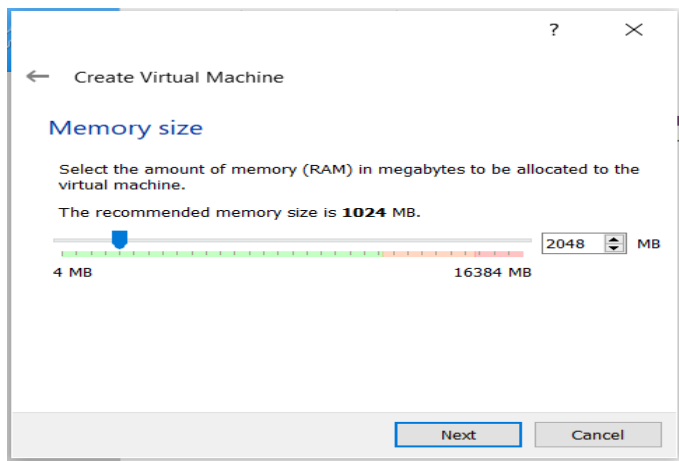 ?
Create Virtual Machine
Memory size
Select the amount of memory (RAM) in megabytes to be allocated to the
virtual machine.
The recommended memory size is 1024 MB.
2048 MB
4 MB 16384 MB
Next Cancel